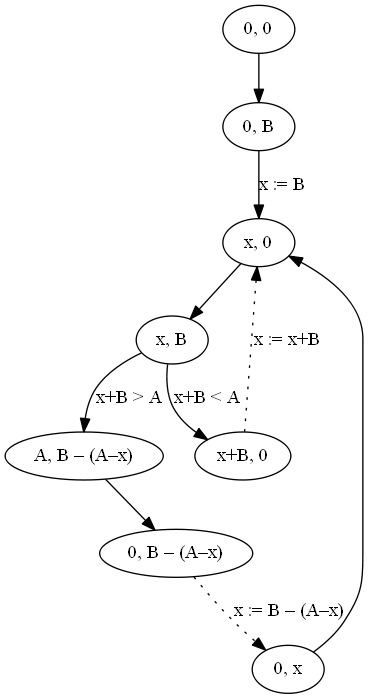 0, 0
0, B
x := B
x, 0
x, B
x := x+B
x+B > A
x+B < A
A, B – (A–x)
x+B, 0
0, B – (A–x)
x := B – (A–x)
0, x